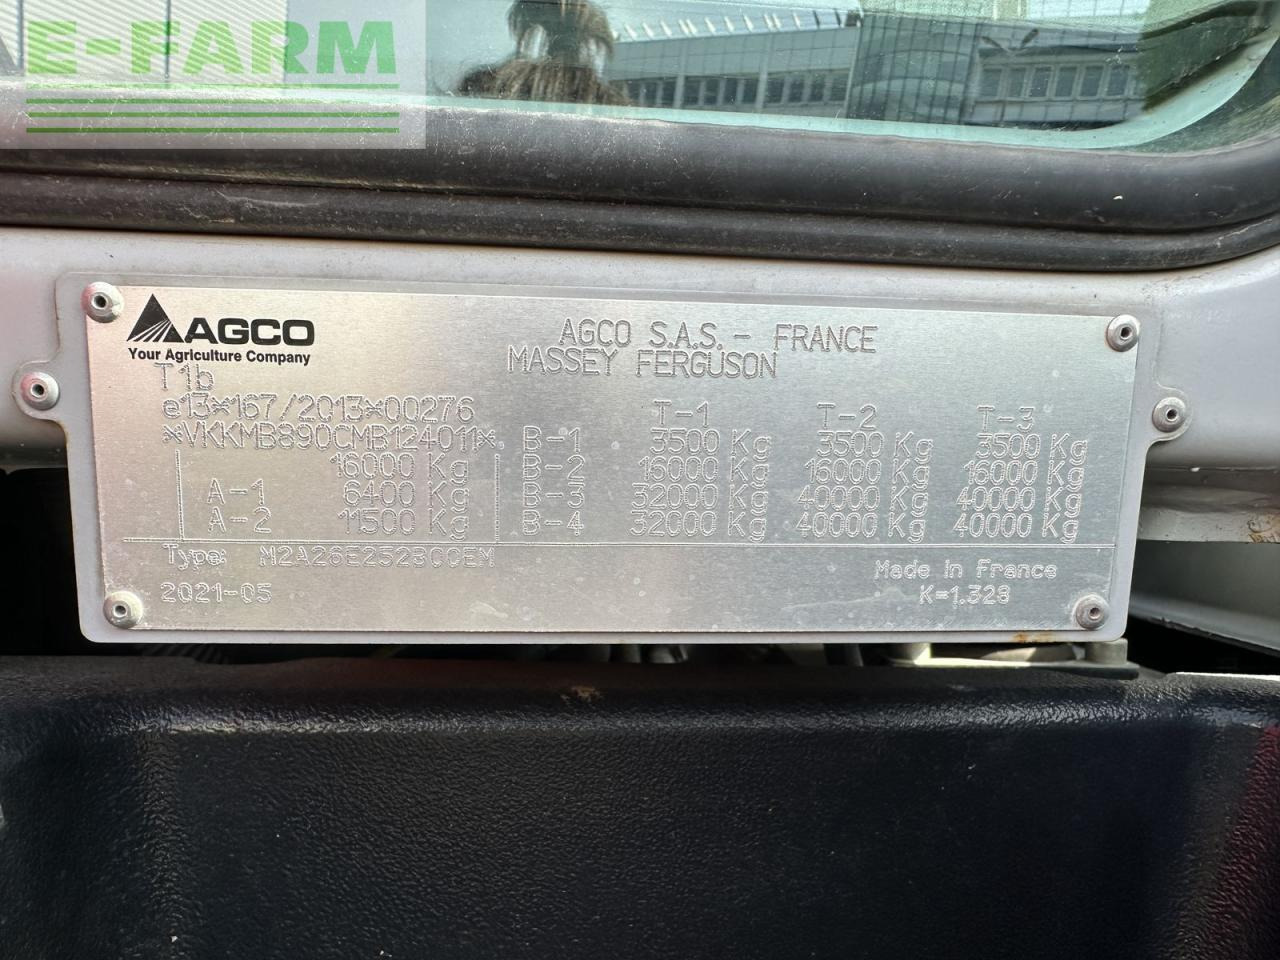 AE-FARM
AGCO
Your Agriculture Company
AGCO S.A.S. - FRANCE
MASSEY FERGUSON
T1b
e13*167/2013*00276
*VKKMB890CMB124011*
T-1 T-2 T-3
B-1 3500 Kg 3500 Kg 3500 Kg
16000 Kg B-2 16000 Kg 16000 Kg 16000 Kg
A-1 6400 Kg B-3 32000 Kg 40000 Kg 40000 Kg
A-2 11500 Kg B-4 32000 Kg 40000 Kg 40000 Kg
Type: M2A26E2528CCEM
Made in France
2021-05
K=1.328